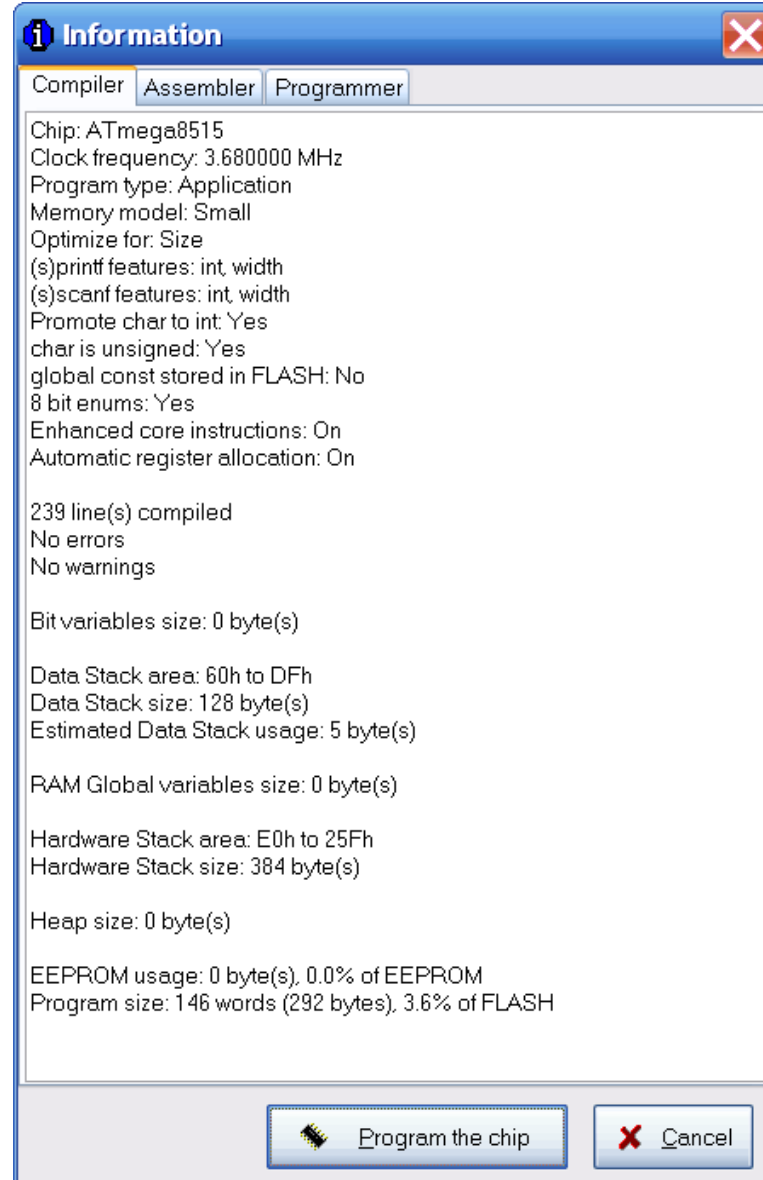 Information
Compiler Assembler Programmer
Chip: ATmega8515
Clock frequency: 3.680000 MHz
Program type: Application
Memory model: Small
Optimize for: Size
(s)printf features: int, width
(s)scanf features: int, width
Promote char to int: Yes
char is unsigned: Yes
global const stored in FLASH: No
8 bit enums: Yes
Enhanced core instructions: On
Automatic register allocation: On
239 line(s) compiled
No errors
No warnings
Bit variables size: 0 byte(s)
Data Stack area: 60h to DFh
Data Stack size: 128 byte(s)
Estimated Data Stack usage: 5 byte(s)
RAM Global variables size: 0 byte(s)
Hardware Stack area: E0h to 25Fh
Hardware Stack size: 384 byte(s)
Heap size: 0 byte(s)
EEPROM usage: 0 byte(s), 0.0% of EEPROM
Program size: 146 words (292 bytes), 3.6% of FLASH
Program the chip Cancel